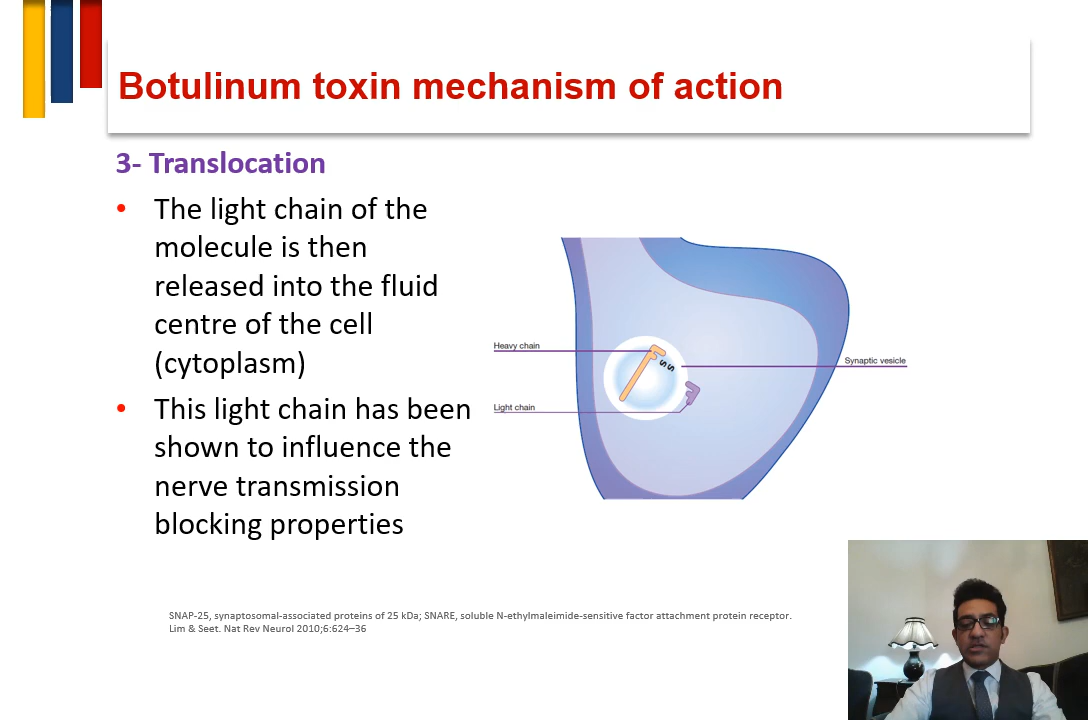 Botulinum toxin mechanism of action
3- Translocation
• The light chain of the
molecule is then
released into the fluid
centre of the cell
(cytoplasm)
• This light chain has been
shown to influence the
nerve transmission
blocking properties
Heavy chain
S S
S S
Synaptic vesicle
Light chain
SNAP-25, synaptosomal-associated proteins of 25 kDa; SNARE, soluble N-ethylmaleimide-sensitive factor attachment protein receptor.
Lim & Seet. Nat Rev Neurol 2010;6:624–36